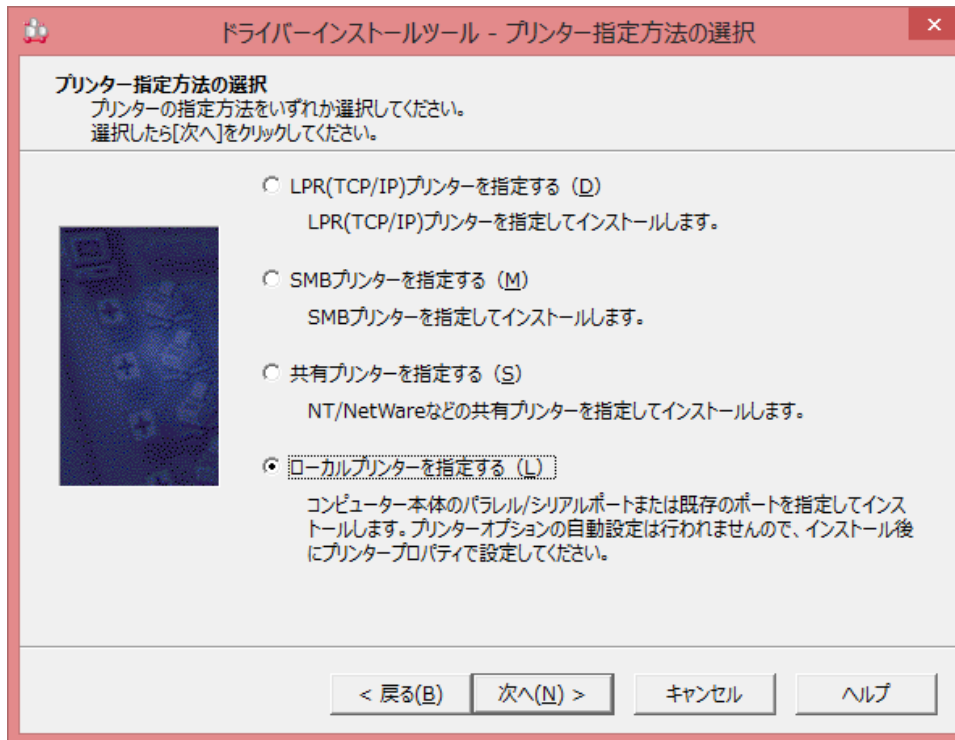 ドライバーインストールツール - プリンター指定方法の選択
プリンター指定方法の選択
プリンターの指定方法をいずれか選択してください。
選択したら[次へ]をクリックしてください。
LPR(TCP/IP)プリンターを指定する（D）
LPR(TCP/IP)プリンターを指定してインストールします。
SMBプリンターを指定する（M）
SMBプリンターを指定してインストールします。
共有プリンターを指定する（S）
NT/NetWareなどの共有プリンターを指定してインストールします。
ローカルプリンターを指定する（L）
コンピューター本体のパラレル/シリアルポートまたは既存のポートを指定してインス
トールします。プリンターオプションの自動設定は行われませんので、インストール後
にプリンタープロパティで設定してください。
< 戻る(B) 次へ(N) > キャンセル ヘルプ